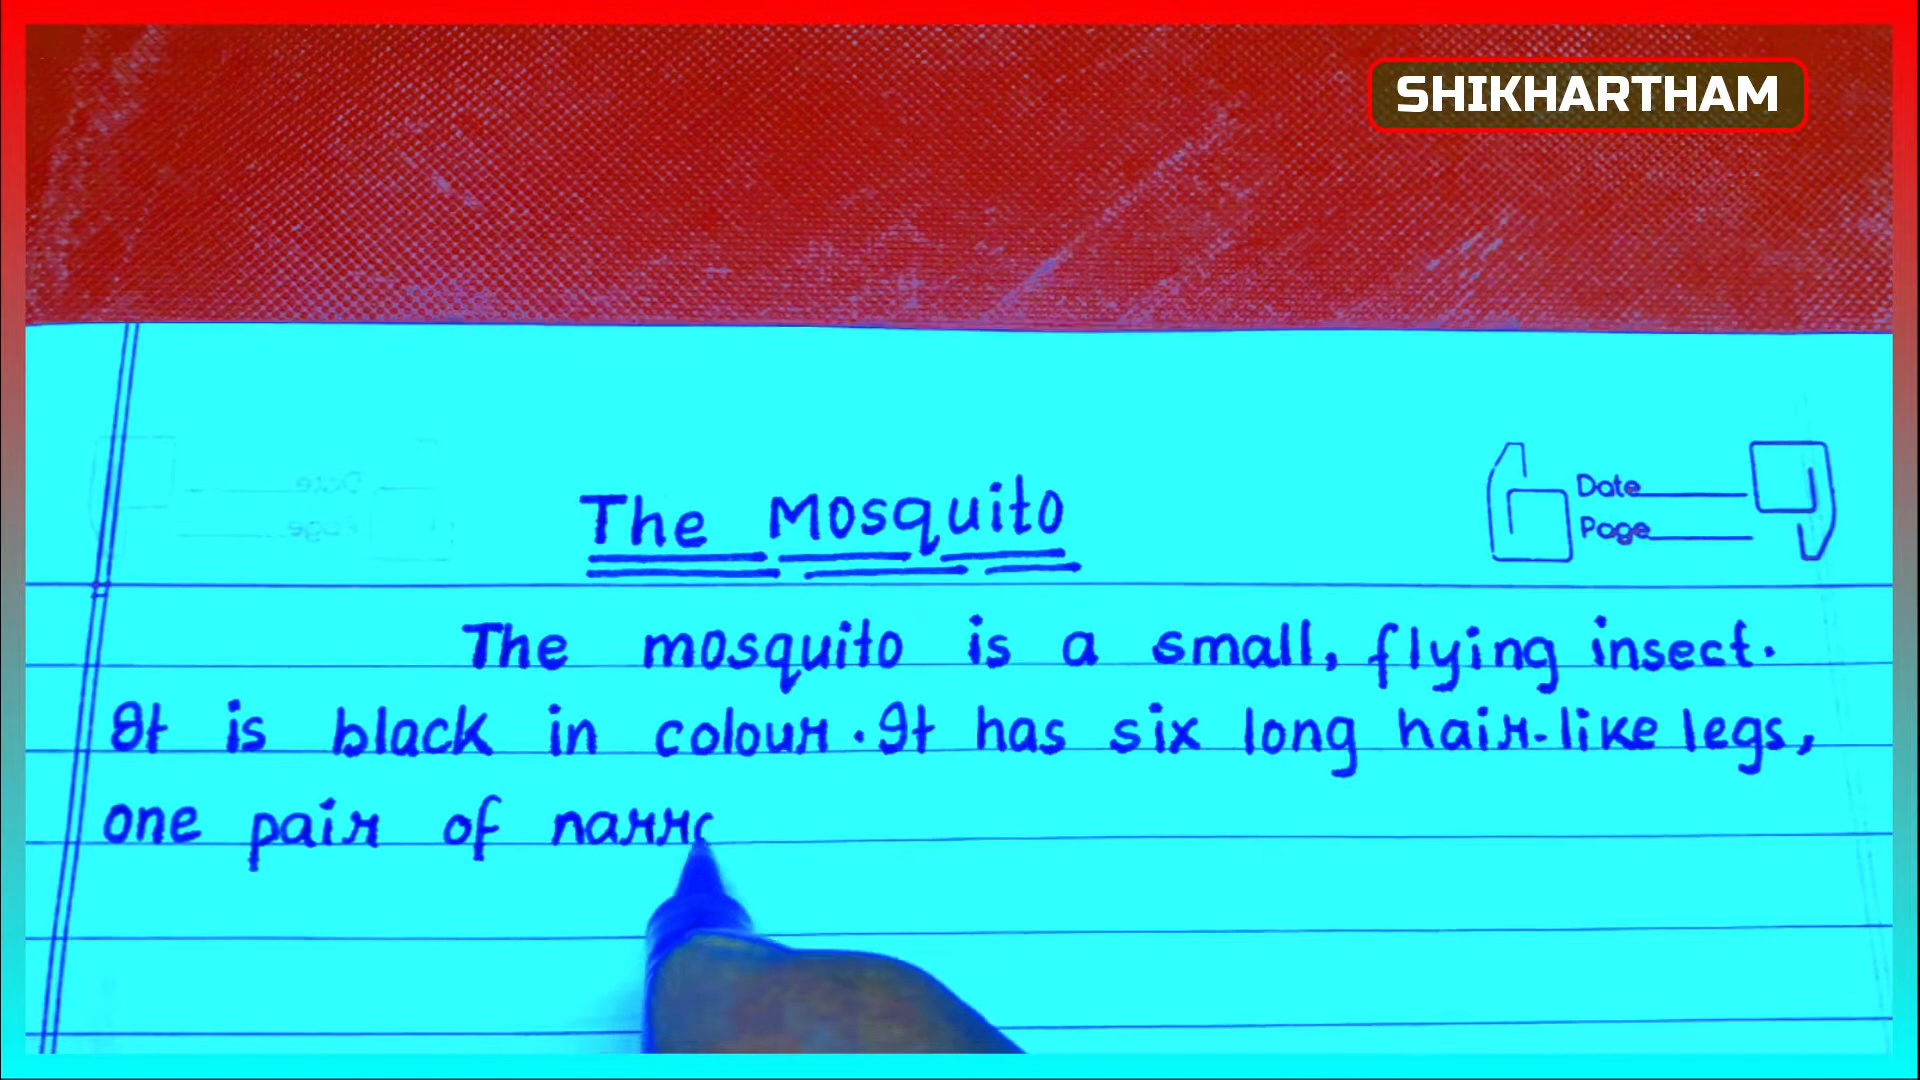 SHIKHARTHAM
Date
Page
The Mosquito
The mosquito is a small, flying insect.
It is black in colour. It has six long hair-like legs,
one pair of